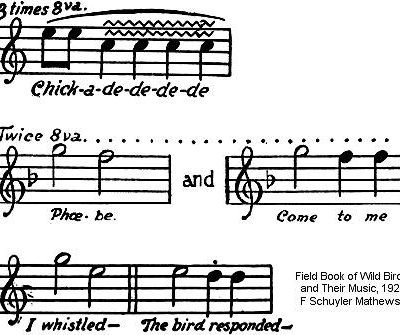 3 times 8va.
Chick-a-de-de-de-de
Twice 8va.
and
Phœ-be.
Come to me
I whistled— The bird responded—
Field Book of Wild Bird
and Their Music, 192
F Schuyler Mathews